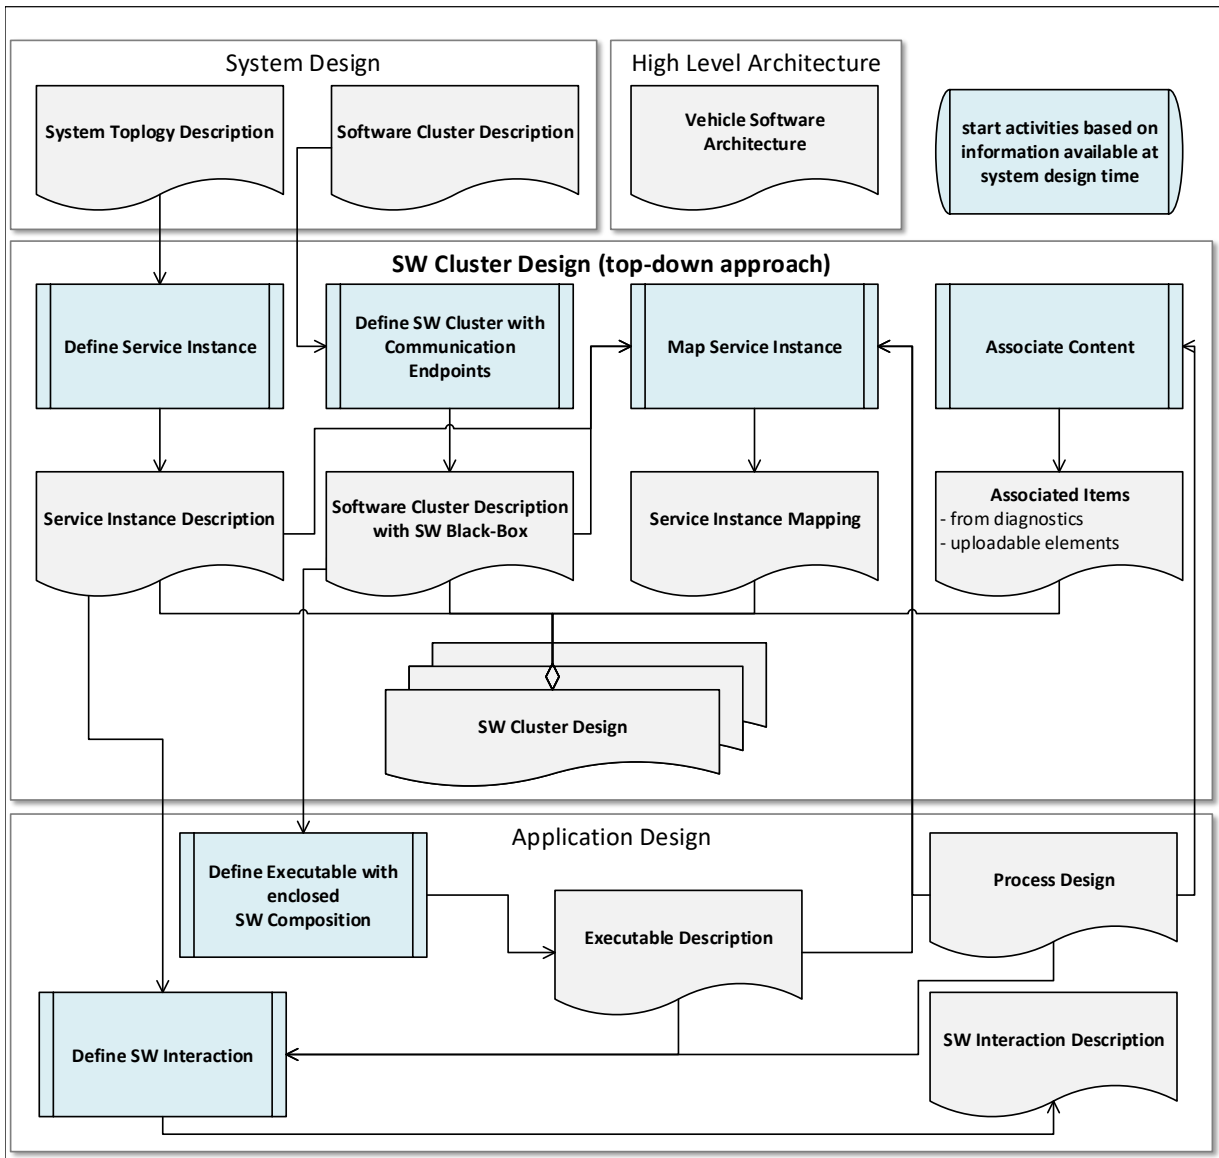 System Design
High Level Architecture
System Toplogy Description
Software Cluster Description
Vehicle Software
Architecture
start activities based on
information available at
system design time
SW Cluster Design (top-down approach)
Define Service Instance
Define SW Cluster with
Communication
Endpoints
Map Service Instance
Associate Content
Service Instance Description
Software Cluster Description
with SW Black-Box
Service Instance Mapping
Associated Items
- from diagnostics
- uploadable elements
SW Cluster Design
Application Design
Define Executable with
enclosed
SW Composition
Executable Description
Process Design
Define SW Interaction
SW Interaction Description